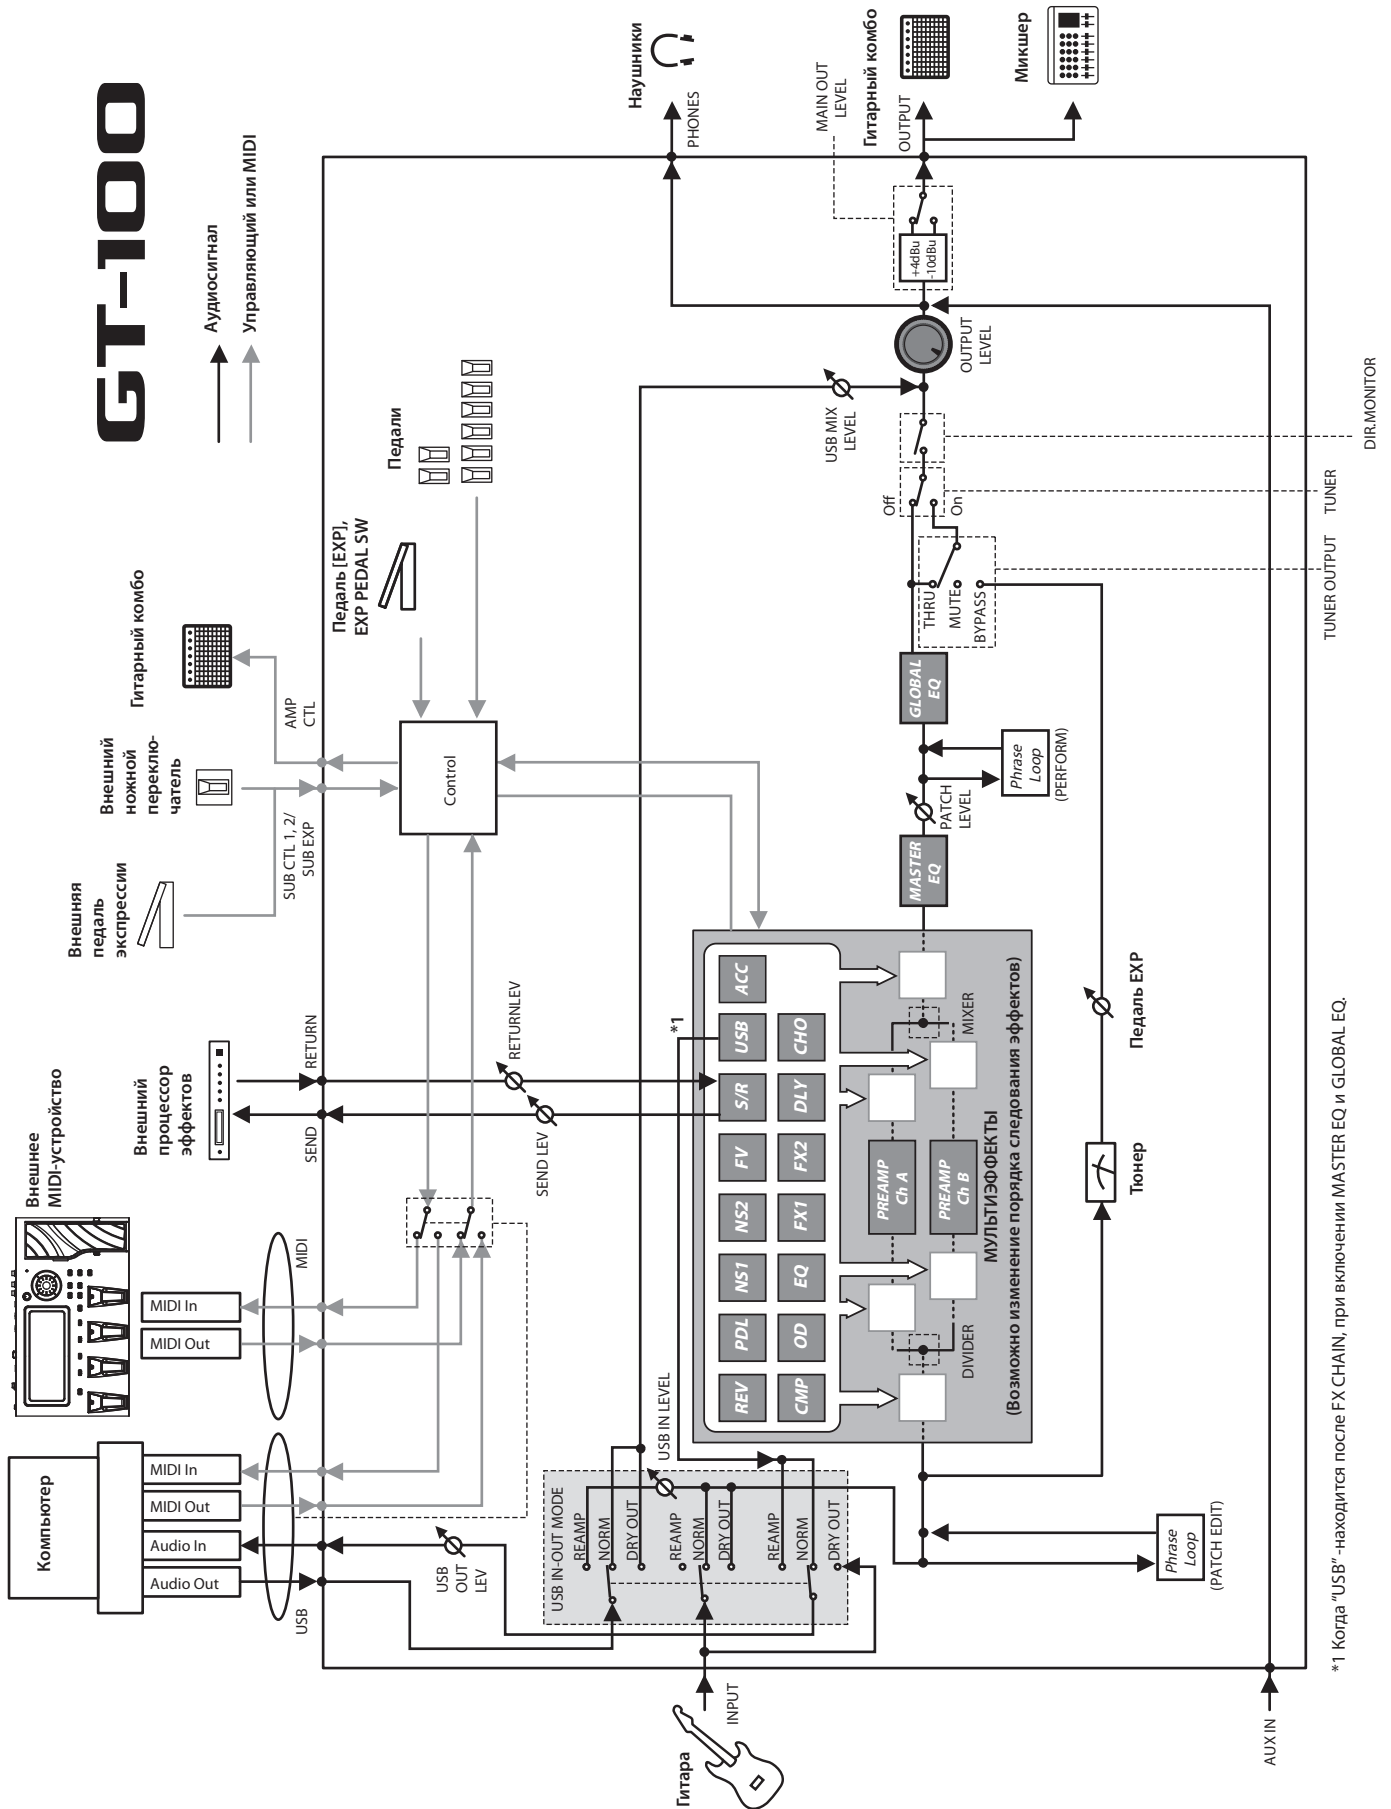 GT-100
Аудиосигнал
Управляющий или MIDI
Компьютер
Audio Out
Audio In
MIDI Out
MIDI In
USB
Внешнее
MIDI-устройство
MIDI Out
MIDI In
MIDI
Внешний
процессор
эффектов
SEND
RETURN
Внешняя
педаль
экспрессии
Внешний
ножной
переклю-
чатель
SUB CTL 1, 2/
SUB EXP
Гитарный комбо
AMP
CTL
Педаль [EXP],
EXP PEDAL SW
Педали
Control
USB
OUT
LEV
SEND LEV
RETURNLEV
USB IN-OUT MODE
REAMP
NORM
DRY OUT
REAMP
NORM
DRY OUT
REAMP
NORM
DRY OUT
USB IN LEVEL
*1
Гитара
INPUT
REV
PDL
NS1
NS2
FV
S/R
USB
ACC
CMP
OD
EQ
FX1
FX2
DLY
CHO
PREAMP
Ch A
PREAMP
Ch B
DIVIDER
MIXER
МУЛЬТИЭФФЕКТЫ
(Возможно изменение порядка следования эффектов)
MASTER
EQ
PATCH
LEVEL
Phrase
Loop
(PERFORM)
GLOBAL
EQ
THRU
MUTE
BYPASS
Off
On
USB MIX
LEVEL
OUTPUT
LEVEL
+4dBu
-10dBu
MAIN OUT
LEVEL
Наушники
PHONES
Гитарный комбо
OUTPUT
Микшер
Phrase
Loop
(PATCH EDIT)
Тюнер
Педаль EXP
TUNER OUTPUT
TUNER
DIR.MONITOR
AUX IN
*1 Когда "USB" -находится после FX CHAIN, при включении MASTER EQ и GLOBAL EQ.